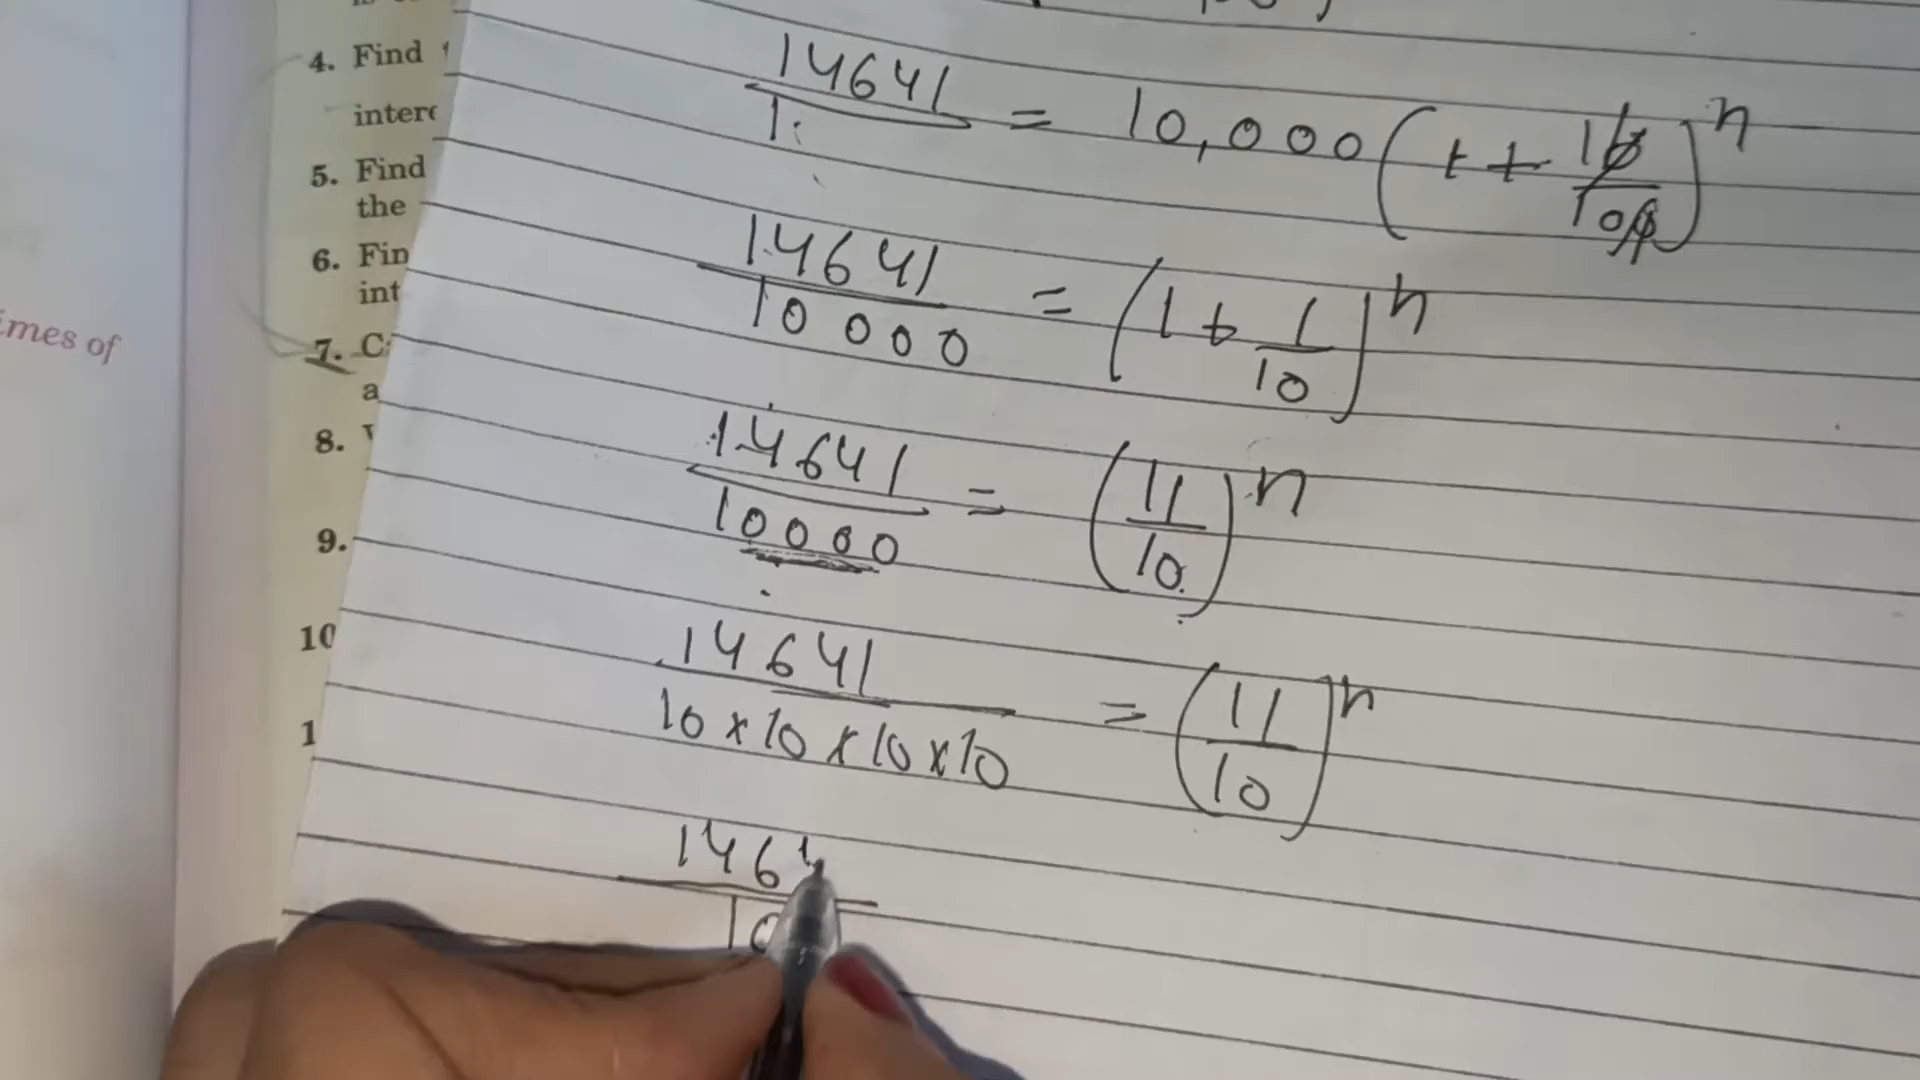 imes of
4. Find
intere
5. Find
the
6. Fin
int
7. C
a
8.
9.
10
1
14641/1 = 10,000 (1 + 10/100)^n
14641/10000 = (1 + 1/10)^n
14641/10000 = (11/10)^n
14641/10×10×10×10 = (11/10)^n
1464/10